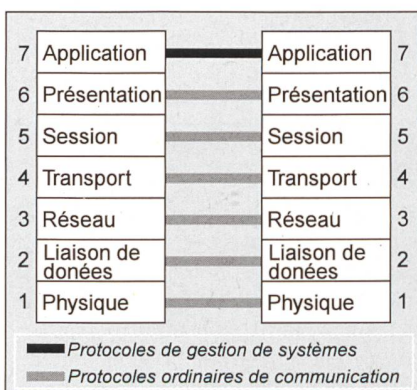 7 Application Application 7
6 Présentation Présentation 6
5 Session Session 5
4 Transport Transport 4
3 Réseau Réseau 3
2 Liaison de donées Liaison de donées 2
1 Physique Physique 1
Protocoles de gestion de systèmes
Protocoles ordinaires de communication